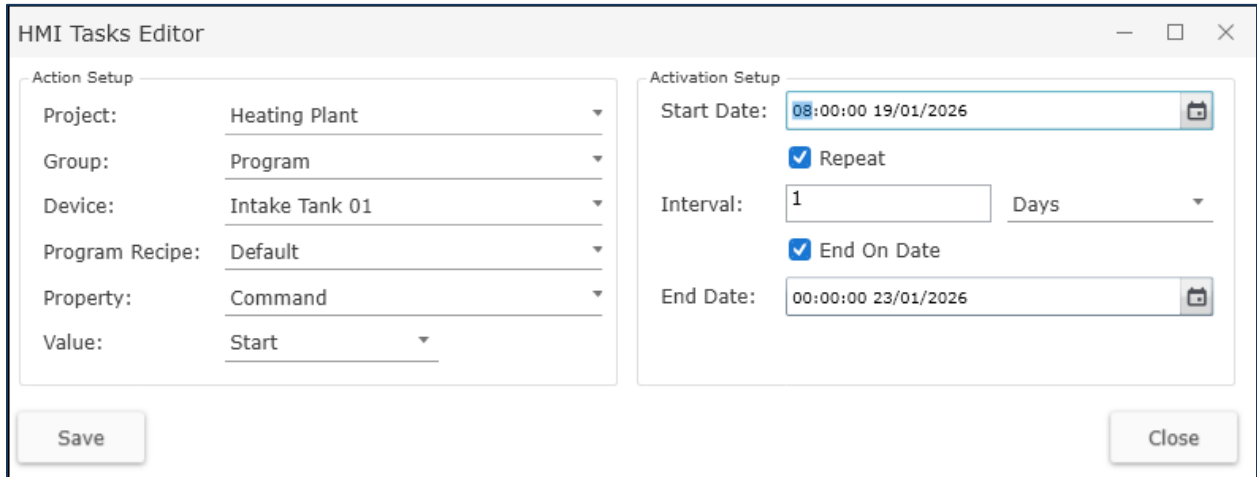 HMI Tasks Editor
Action Setup
Project: Heating Plant
Group: Program
Device: Intake Tank 01
Program Recipe: Default
Property: Command
Value: Start
Activation Setup
Start Date: 08:00:00 19/01/2026
Repeat
Interval: 1 Days
End On Date
End Date: 00:00:00 23/01/2026
Save
Close